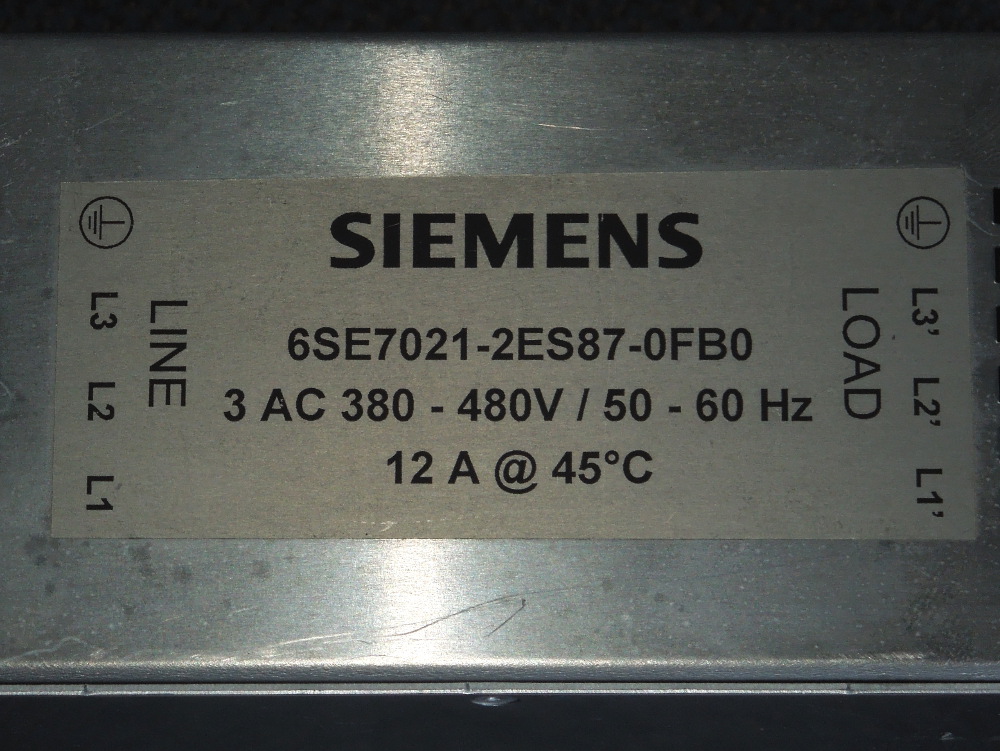 SIEMENS
6SE7021-2ES87-0FB0
3 AC 380 - 480V / 50 - 60 Hz
12 A @ 45°C
LINE
L3 L2 L1
LOAD
L3' L2' L1'